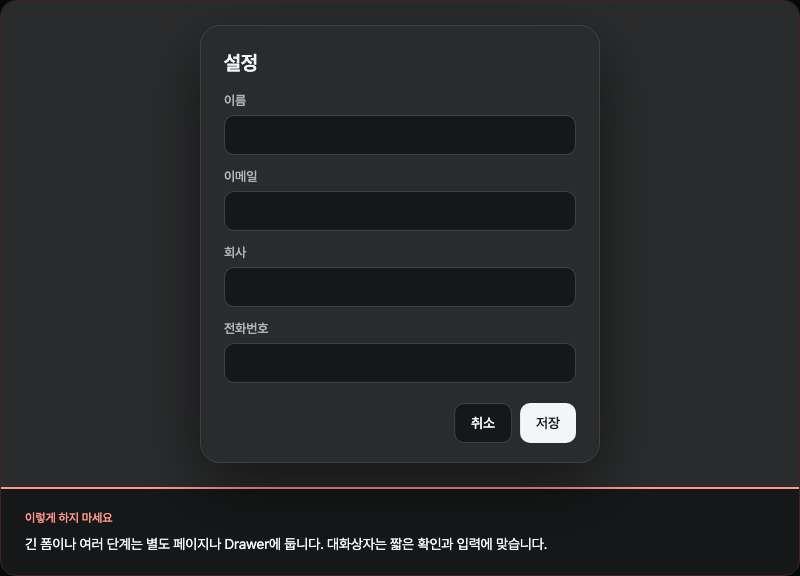 설정
이름
이메일
회사
전화번호
취소 저장
이렇게 하지 마세요
긴 폼이나 여러 단계는 별도 페이지나 Drawer에 둡니다. 대화상자는 짧은 확인과 입력에 맞습니다.